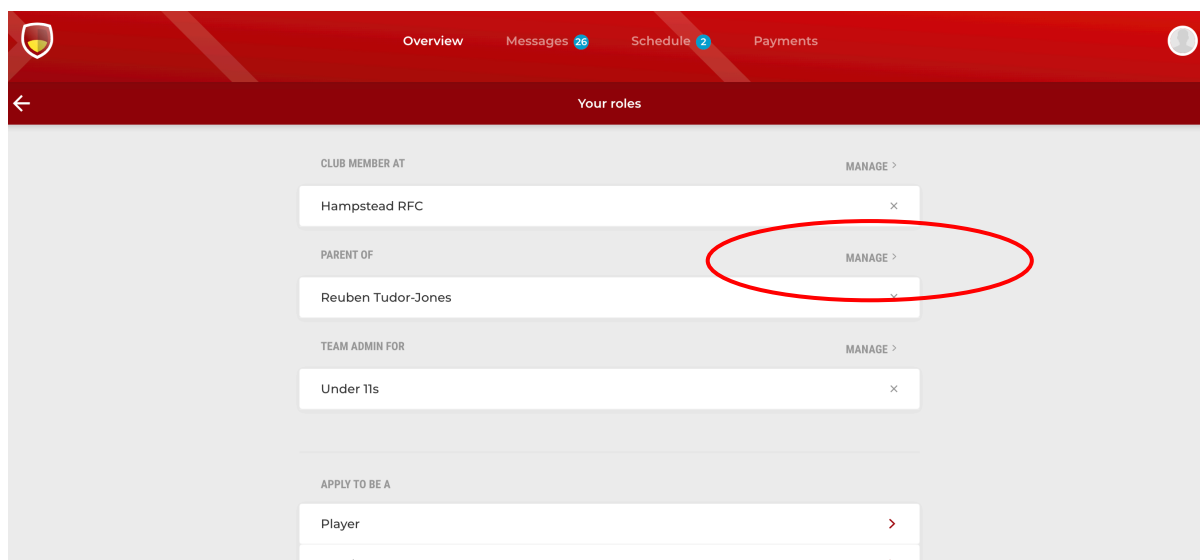 Overview Messages 26 Schedule 2 Payments
Your roles
CLUB MEMBER AT MANAGE >
Hampstead RFC ×
PARENT OF MANAGE >
Reuben Tudor-Jones ×
TEAM ADMIN FOR MANAGE >
Under 11s ×
APPLY TO BE A
Player >